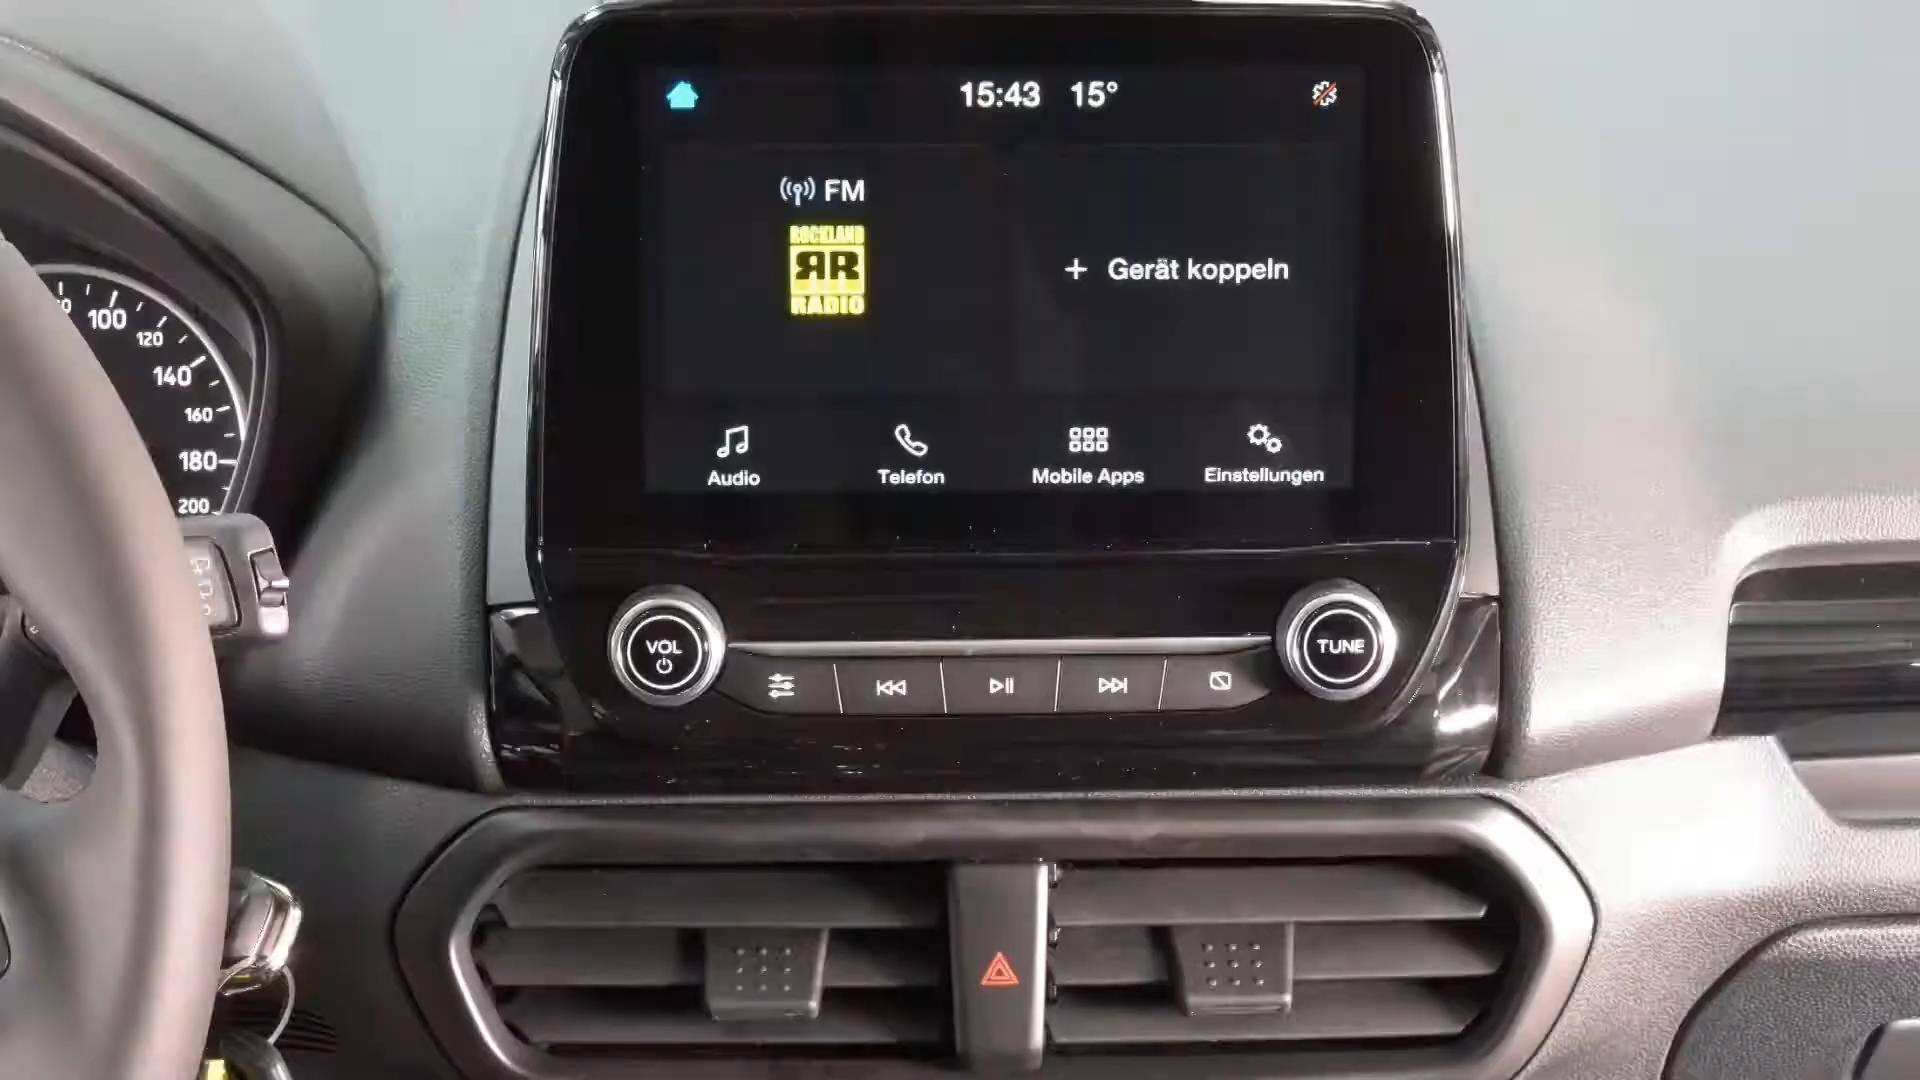 15:43 15°
FM
ROCKLAND
RR
RADIO
+ Gerät koppeln
Audio
Telefon
Mobile Apps
Einstellungen
100
120
140
160
180
200
VOL
TUNE